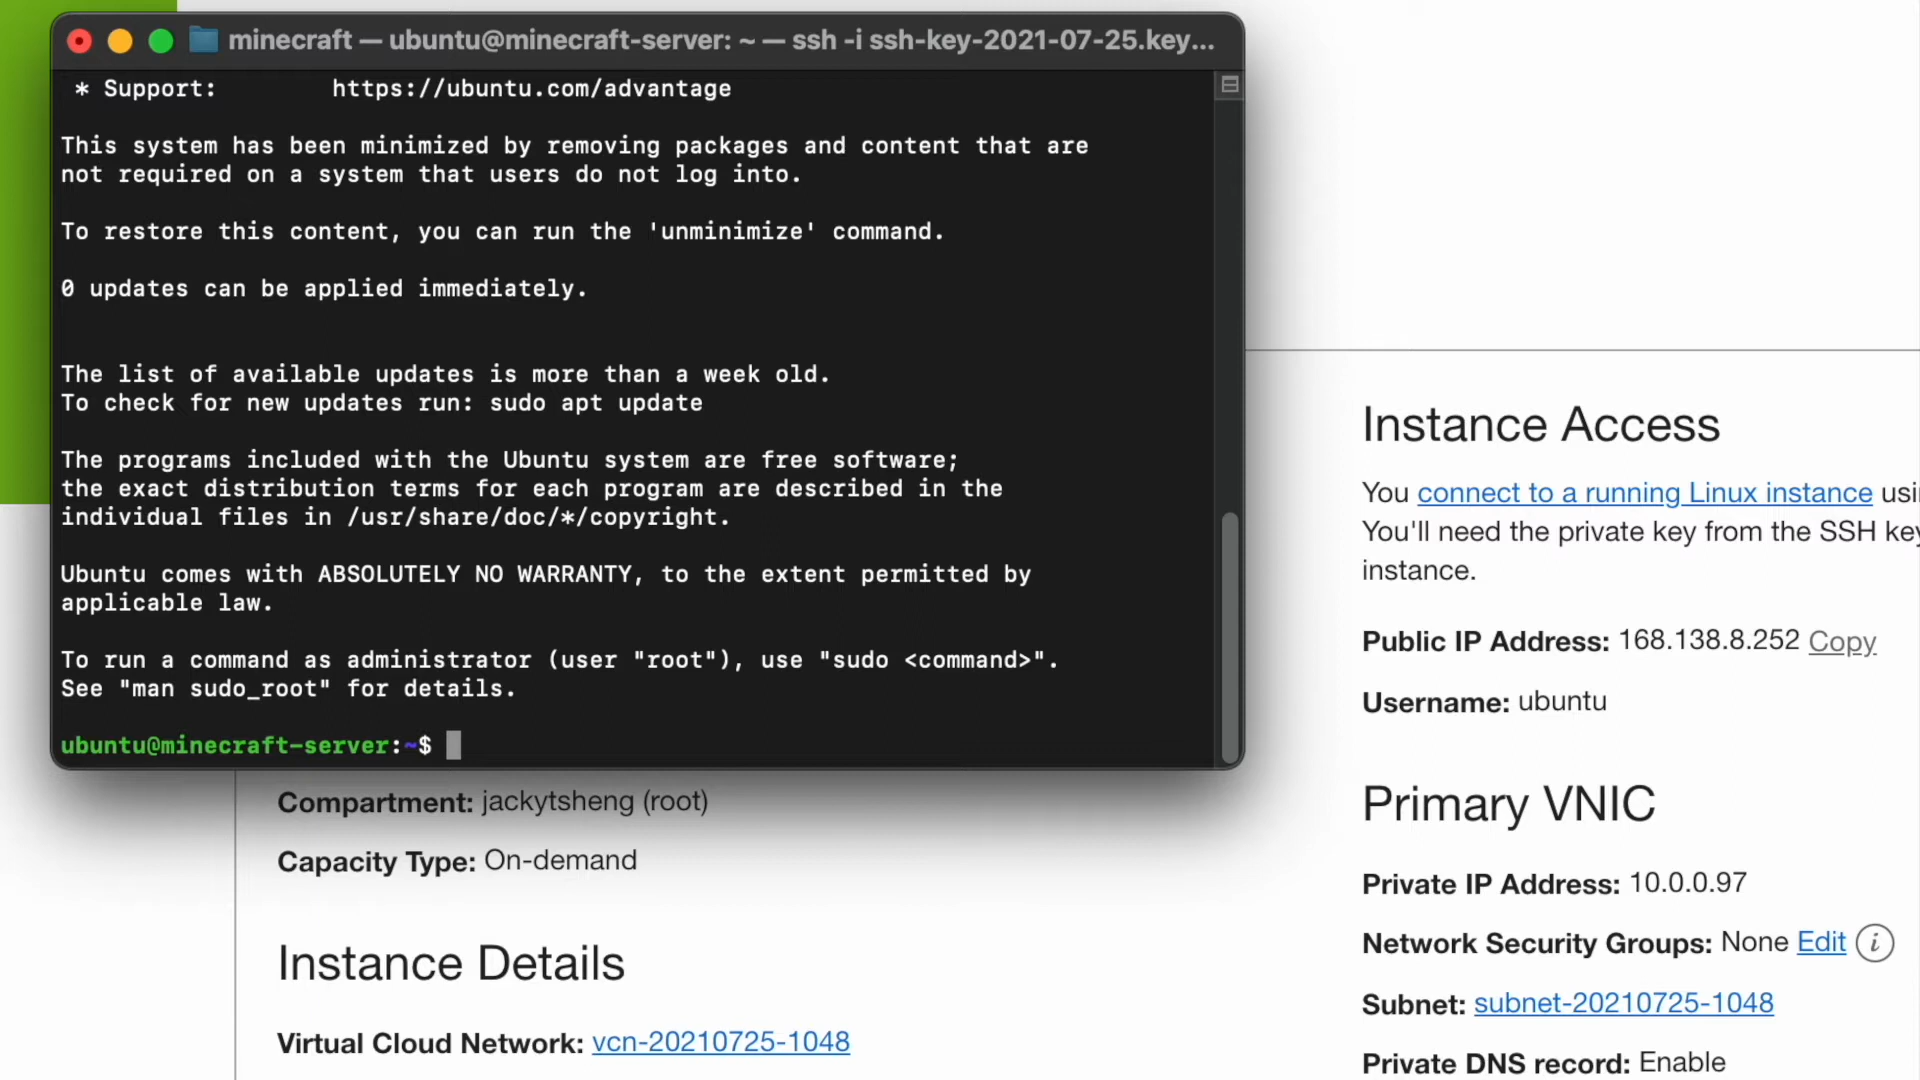 minecraft — ubuntu@minecraft-server: ~ — ssh -i ssh-key-2021-07-25.key...
* Support: https://ubuntu.com/advantage
This system has been minimized by removing packages and content that are
not required on a system that users do not log into.
To restore this content, you can run the 'unminimize' command.
0 updates can be applied immediately.
The list of available updates is more than a week old.
To check for new updates run: sudo apt update
The programs included with the Ubuntu system are free software;
the exact distribution terms for each program are described in the
individual files in /usr/share/doc/*/copyright.
Ubuntu comes with ABSOLUTELY NO WARRANTY, to the extent permitted by
applicable law.
To run a command as administrator (user "root"), use "sudo <command>".
See "man sudo_root" for details.
ubuntu@minecraft-server:~$
Compartment: jackytsheng (root)
Capacity Type: On-demand
Instance Details
Virtual Cloud Network: vcn-20210725-1048
Instance Access
You connect to a running Linux instance usi
You'll need the private key from the SSH key
instance.
Public IP Address: 168.138.8.252 Copy
Username: ubuntu
Primary VNIC
Private IP Address: 10.0.0.97
Network Security Groups: None Edit i
Subnet: subnet-20210725-1048
Private DNS record: Enable